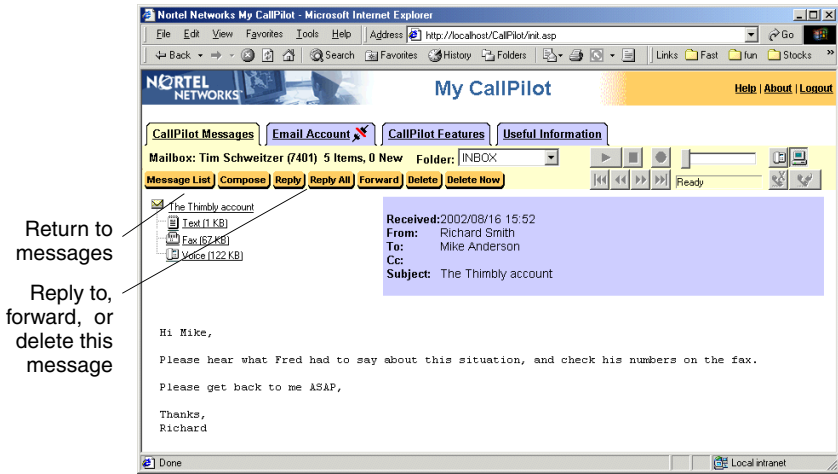 Nortel Networks My CallPilot - Microsoft Internet Explorer
File Edit View Favorites Tools Help Address http://localhost/CallPilot/init.asp Go
Back Search Favorites History Folders Links Fast fun Stocks »
NORTEL
NETWORKS
My CallPilot
Help | About | Logout
CallPilot Messages Email Account CallPilot Features Useful Information
Mailbox: Tim Schweitzer (7401) 5 Items, 0 New Folder: INBOX
Message List Compose Reply Reply All Forward Delete Delete Now Ready
The Thimbly account
Text (1 KB)
Fax (67 KB)
Voice (122 KB)
Received:2002/08/16 15:52
From: Richard Smith
To: Mike Anderson
Cc:
Subject: The Thimbly account
Return to
messages
Reply to,
forward, or
delete this
message
Hi Mike,
Please hear what Fred had to say about this situation, and check his numbers on the fax.
Please get back to me ASAP,
Thanks,
Richard
Done Local intranet